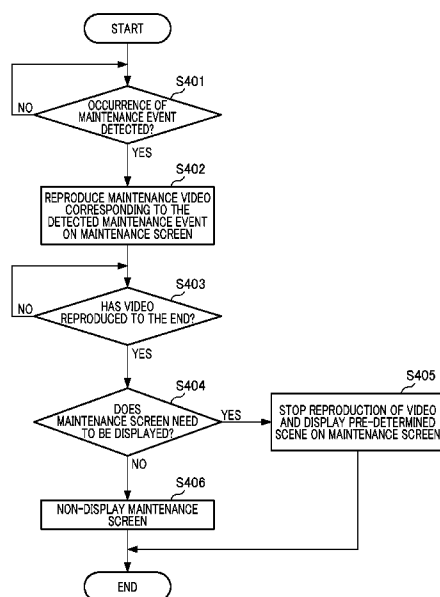 START
S401
OCCURRENCE OF
MAINTENANCE EVENT
DETECTED?
NO
YES
S402
REPRODUCE MAINTENANCE VIDEO
CORRESPONDING TO THE
DETECTED MAINTENANCE EVENT
ON MAINTENANCE SCREEN
S403
HAS VIDEO
REPRODUCED TO THE END?
NO
YES
S404
DOES
MAINTENANCE SCREEN NEED
TO BE DISPLAYED?
YES
S405
STOP REPRODUCTION OF VIDEO
AND DISPLAY PRE-DETERMINED
SCENE ON MAINTENANCE SCREEN
NO
S406
NON-DISPLAY MAINTENANCE
SCREEN
END